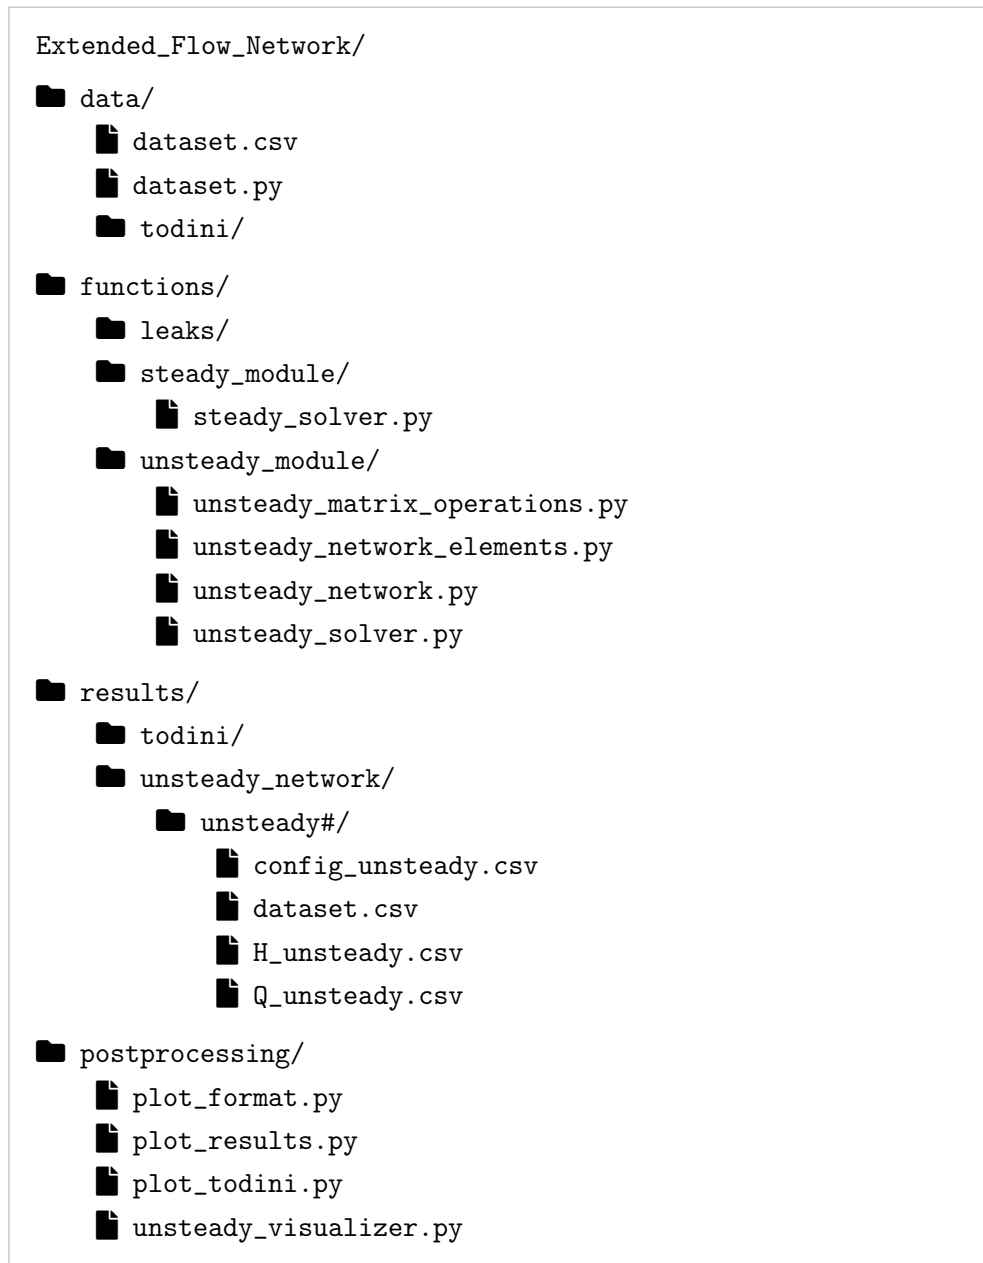 Extended_Flow_Network/
data/
dataset.csv
dataset.py
todini/
functions/
leaks/
steady_module/
steady_solver.py
unsteady_module/
unsteady_matrix_operations.py
unsteady_network_elements.py
unsteady_network.py
unsteady_solver.py
results/
todini/
unsteady_network/
unsteady#/
config_unsteady.csv
dataset.csv
H_unsteady.csv
Q_unsteady.csv
postprocessing/
plot_format.py
plot_results.py
plot_todini.py
unsteady_visualizer.py